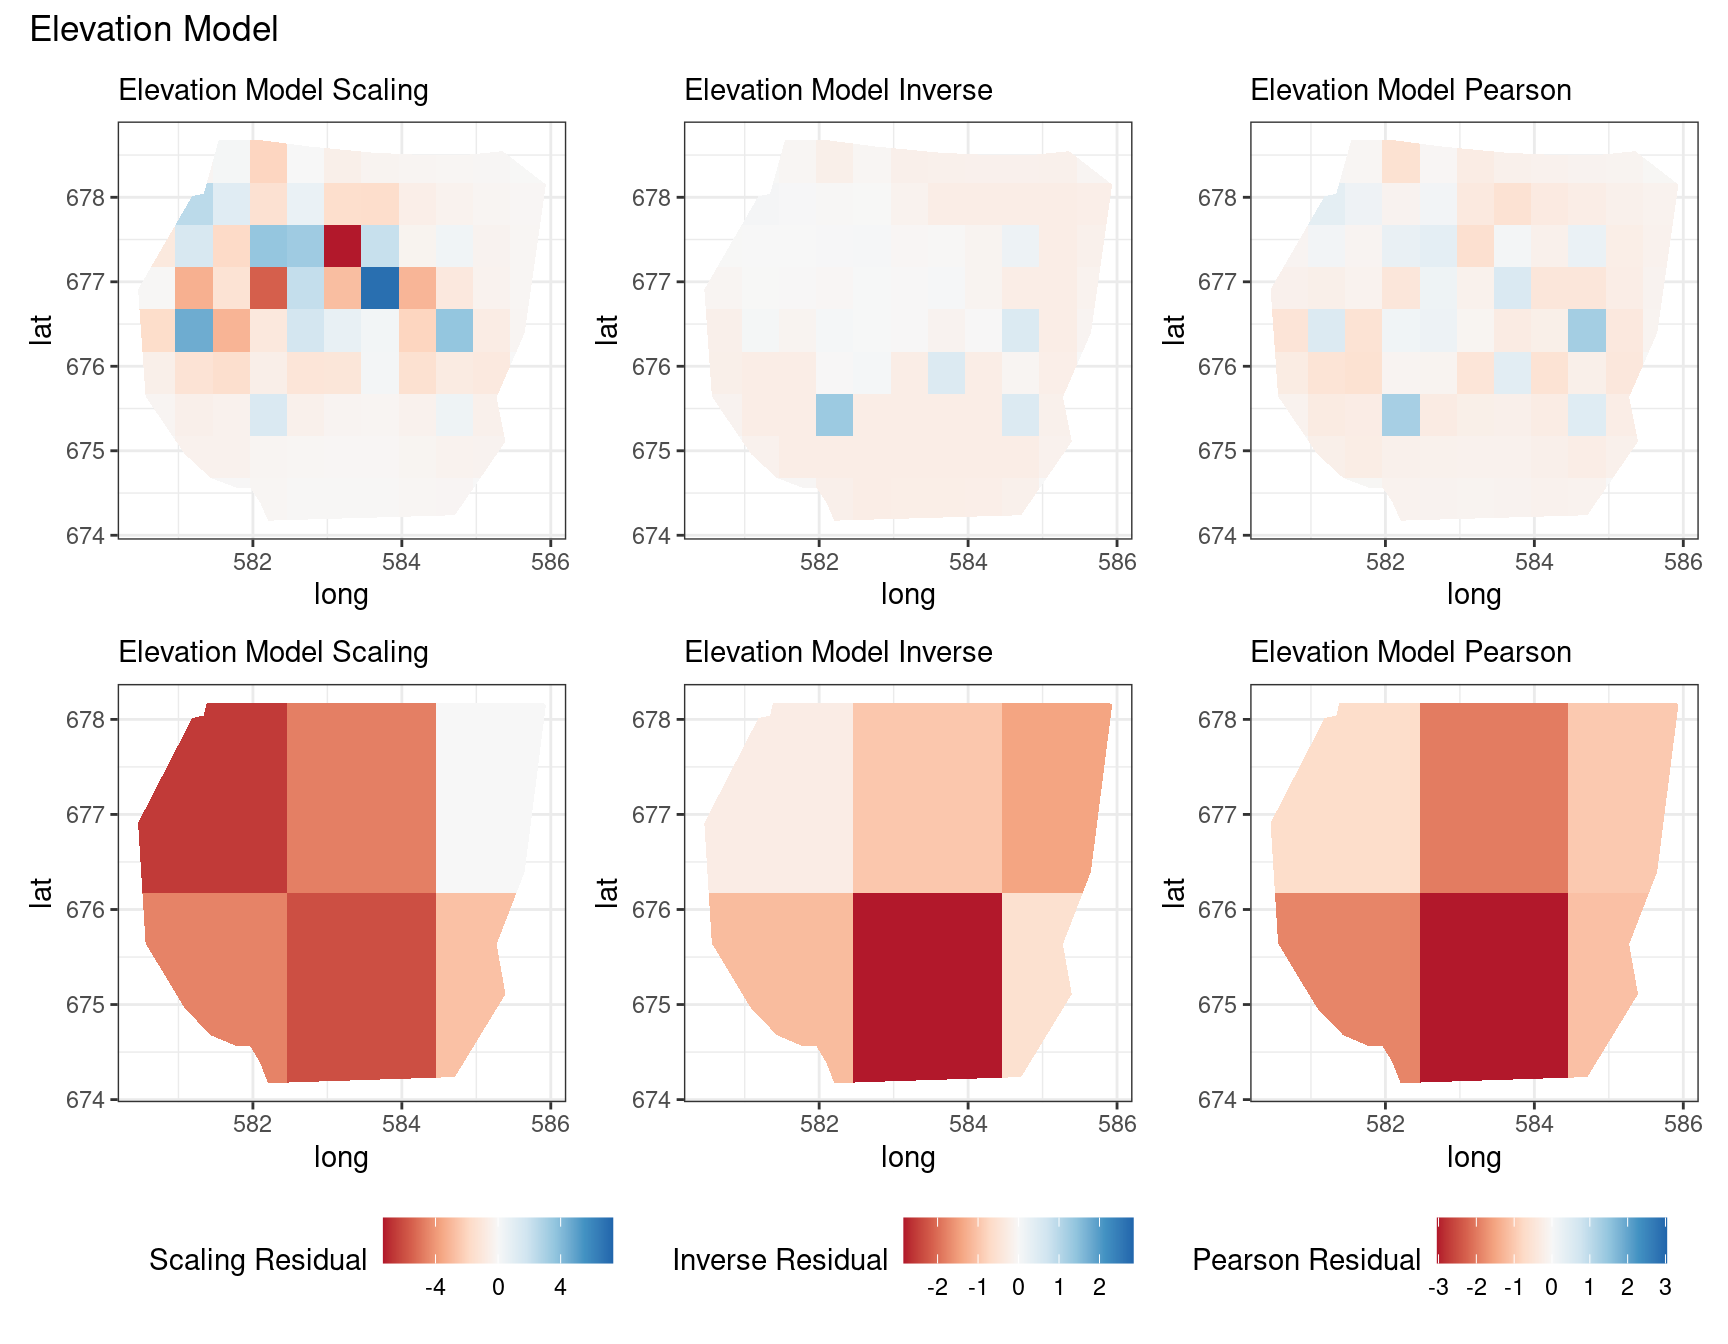 Elevation Model
Elevation Model Scaling
Elevation Model Inverse
Elevation Model Pearson
lat
678
677
676
675
674
582
584
586
long
lat
678
677
676
675
674
582
584
586
long
lat
678
677
676
675
674
582
584
586
long
Elevation Model Scaling
Elevation Model Inverse
Elevation Model Pearson
lat
678
677
676
675
674
582
584
586
long
lat
678
677
676
675
674
582
584
586
long
lat
678
677
676
675
674
582
584
586
long
Scaling Residual
-4 0 4
Inverse Residual
-2 -1 0 1 2
Pearson Residual
-3 -2 -1 0 1 2 3